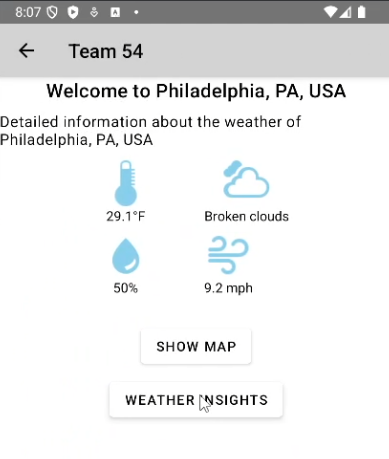 8:07
Team 54
Welcome to Philadelphia, PA, USA
Detailed information about the weather of
Philadelphia, PA, USA
29.1°F
Broken clouds
50%
9.2 mph
SHOW MAP
WEATHER INSIGHTS